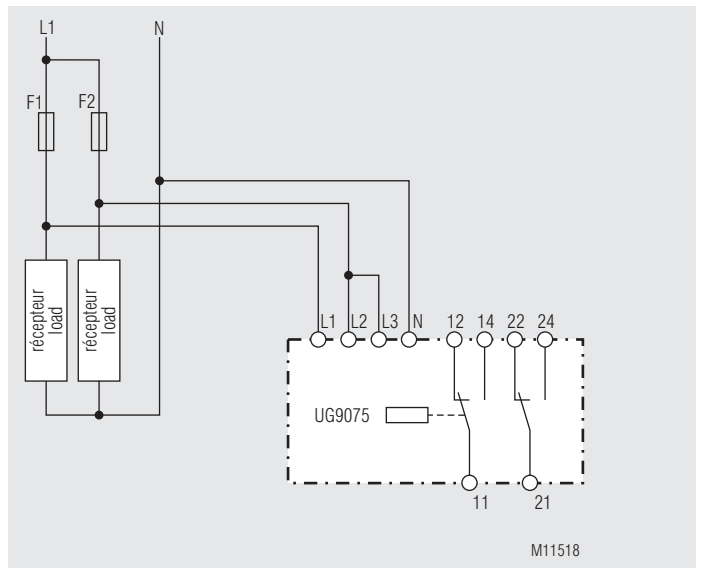 L1 N
F1 F2
récepteur
load
récepteur
load
L1 L2 L3 N 12 14 22 24
UG9075
11 21
M11518